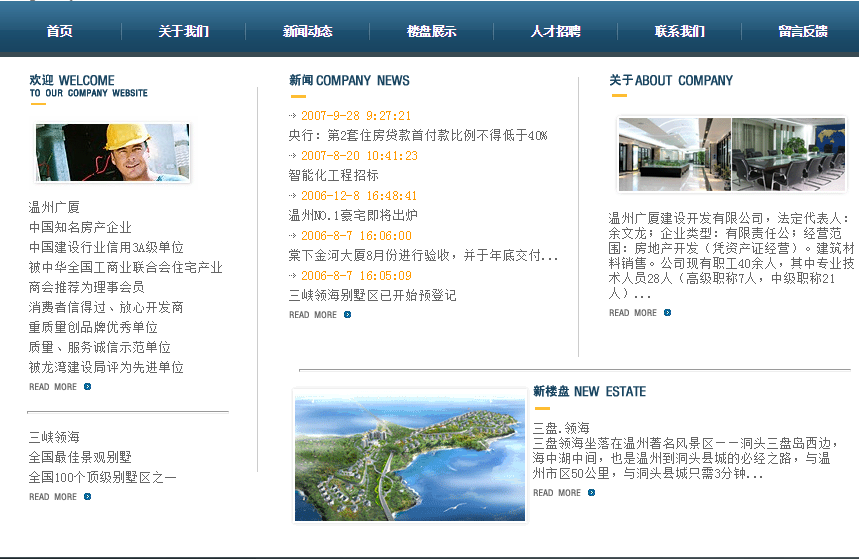 首页 关于我们 新闻动态 楼盘展示 人才招聘 联系我们 留言反馈
欢迎 WELCOME
TO OUR COMPANY WEBSITE
温州广厦
中国知名房产企业
中国建设行业信用3A级单位
被中华全国工商业联合会住宅产业
商会推荐为理事会员
消费者信得过、放心开发商
重质量创品牌优秀单位
质量、服务诚信示范单位
被龙湾建设局评为先进单位
READ MORE
三峡领海
全国最佳景观别墅
全国100个顶级别墅区之一
READ MORE
新闻 COMPANY NEWS
2007-9-28 9:27:21
央行：第2套住房贷款首付款比例不得低于40%
2007-8-20 10:41:23
智能化工程招标
2006-12-8 16:48:41
温州NO.1豪宅即将出炉
2006-8-7 16:06:00
棠下金河大厦8月份进行验收，并于年底交付...
2006-8-7 16:05:09
三峡领海别墅区已开始预登记
READ MORE
关于 ABOUT COMPANY
温州广厦建设开发有限公司，法定代表人：
余文龙；企业类型：有限责任公；经营范
围：房地产开发（凭资产证经营）。建筑材
料销售。公司现有职工40余人，其中专业技
术人员28人（高级职称7人，中级职称21
人）...
READ MORE
新楼盘 NEW ESTATE
三盘.领海
三盘领海坐落在温州著名风景区－－洞头三盘岛西边，
海中湖中间，也是温州到洞头县城的必经之路，与温
州市区50公里，与洞头县城只需3分钟...
READ MORE